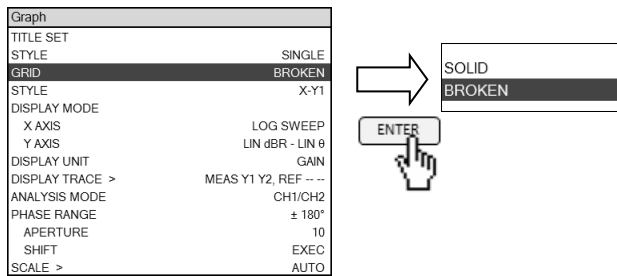 Graph
TITLE SET
STYLE SINGLE
GRID BROKEN
STYLE X-Y1
DISPLAY MODE
X AXIS LOG SWEEP
Y AXIS LIN dBR - LIN θ
DISPLAY UNIT GAIN
DISPLAY TRACE > MEAS Y1 Y2, REF -- --
ANALYSIS MODE CH1/CH2
PHASE RANGE ± 180°
APERTURE 10
SHIFT EXEC
SCALE > AUTO
ENTER
SOLID
BROKEN